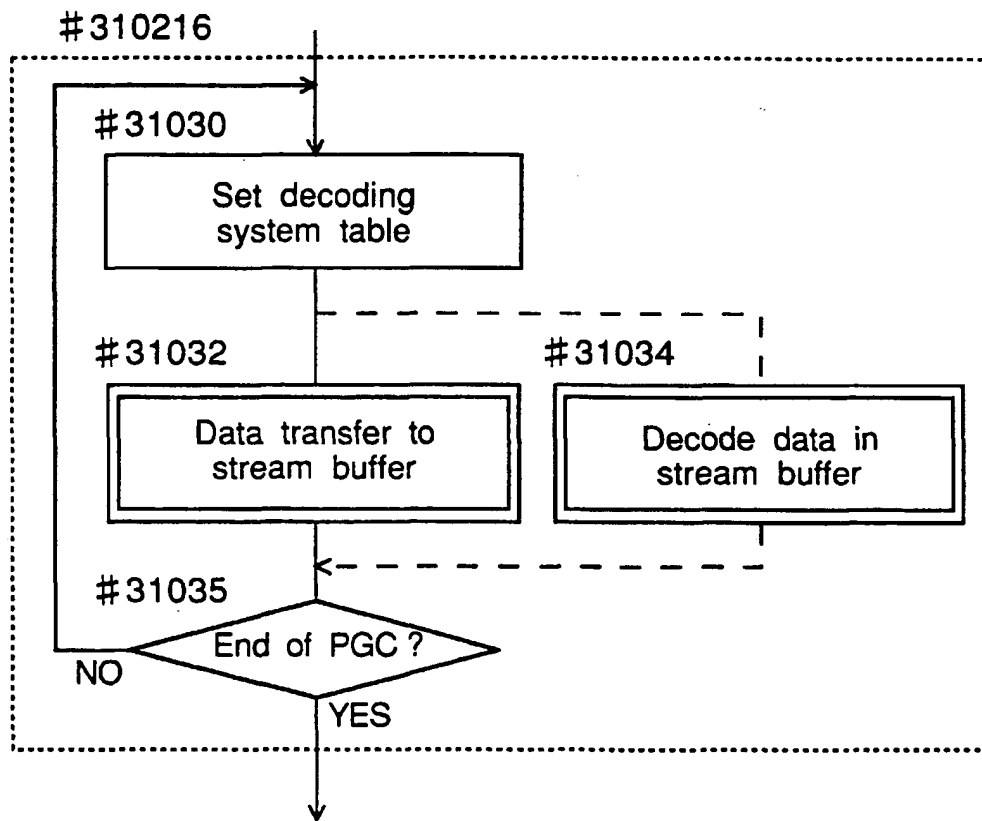 #310216
#31030
Set decoding
system table
#31032
#31034
Data transfer to
stream buffer
Decode data in
stream buffer
#31035
End of PGC?
NO
YES